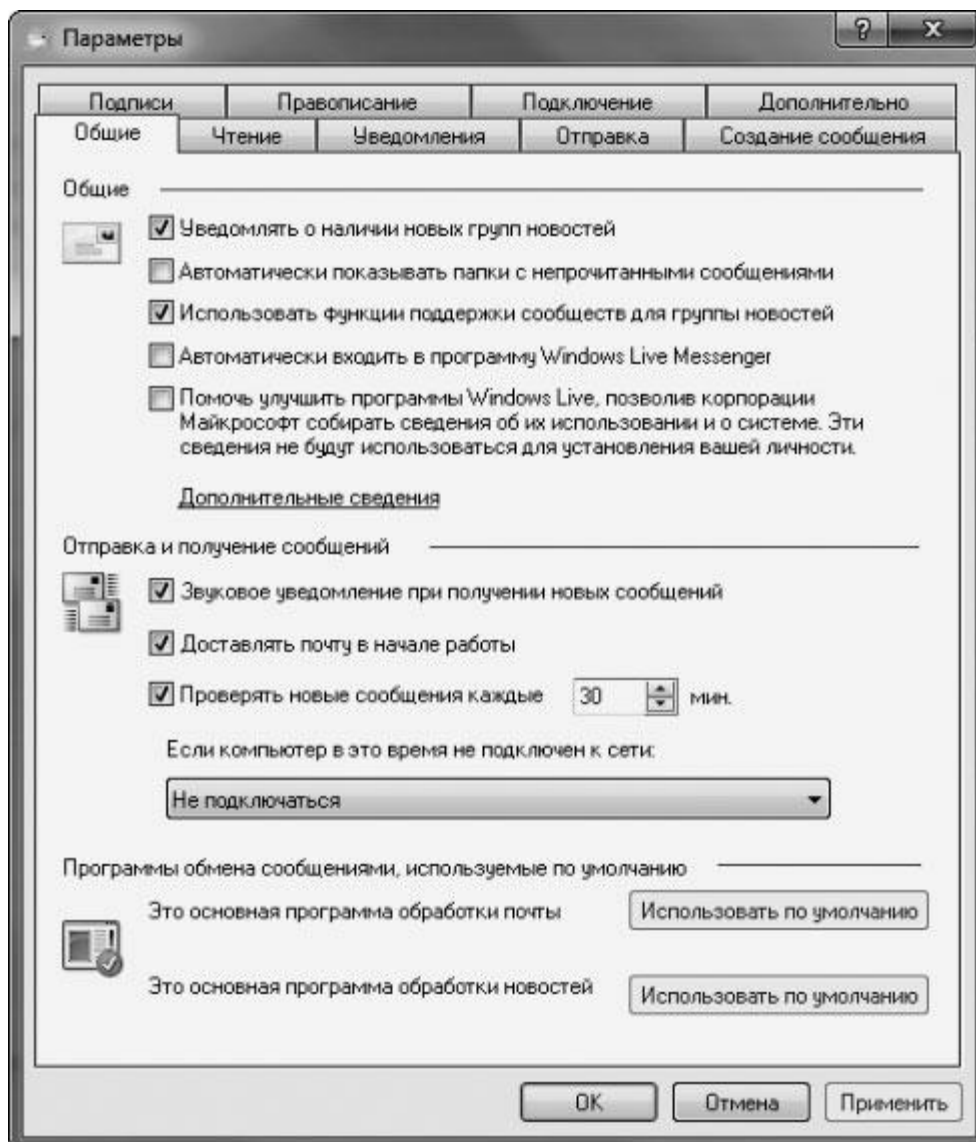 Параметры
Подписи Правописание Подключение Дополнительно
Общие Чтение Уведомления Отправка Создание сообщения
Общие
Уведомлять о наличии новых групп новостей
Автоматически показывать папки с непрочитанными сообщениями
Использовать функции поддержки сообществ для группы новостей
Автоматически входить в программу Windows Live Messenger
Помочь улучшить программы Windows Live, позволив корпорации
Майкрософт собирать сведения об их использовании и о системе. Эти
сведения не будут использоваться для установления вашей личности.
Дополнительные сведения
Отправка и получение сообщений
Звуковое уведомление при получении новых сообщений
Доставлять почту в начале работы
Проверять новые сообщения каждые 30 мин.
Если компьютер в это время не подключен к сети:
Не подключаться
Программы обмена сообщениями, используемые по умолчанию
Это основная программа обработки почты Использовать по умолчанию
Это основная программа обработки новостей Использовать по умолчанию
OK Отмена Применить